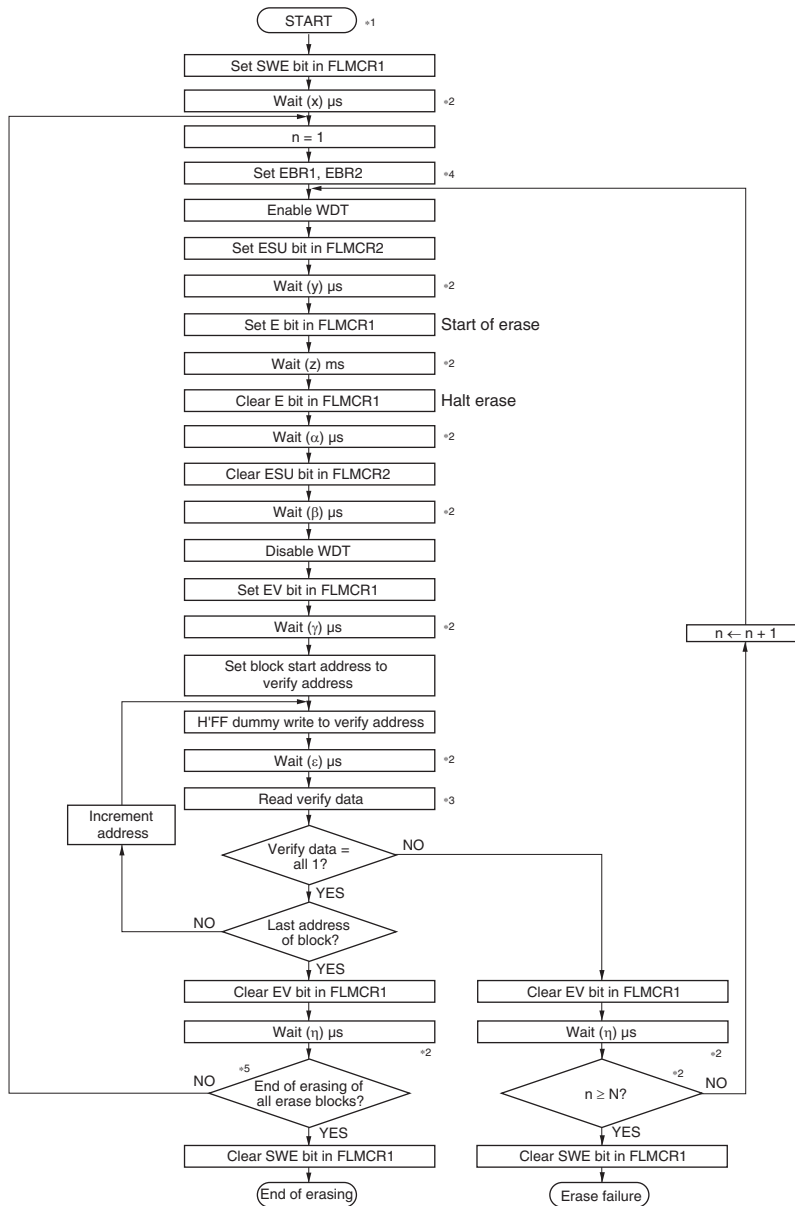 START *1
Set SWE bit in FLMCR1
Wait (x) μs *2
n = 1
Set EBR1, EBR2 *4
Enable WDT
Set ESU bit in FLMCR2
Wait (y) μs *2
Set E bit in FLMCR1 Start of erase
Wait (z) ms *2
Clear E bit in FLMCR1 Halt erase
Wait (α) μs *2
Clear ESU bit in FLMCR2
Wait (β) μs *2
Disable WDT
Set EV bit in FLMCR1
Wait (γ) μs *2
n ← n + 1
Set block start address to
verify address
H'FF dummy write to verify address
Wait (ε) μs *2
Read verify data *3
Increment
address
Verify data =
all 1?
NO
YES
NO
Last address
of block?
YES
Clear EV bit in FLMCR1
Clear EV bit in FLMCR1
Wait (η) μs
*2
Wait (η) μs
*2
NO
*5
End of erasing of
all erase blocks?
n ≥ N?
*2
NO
YES
YES
Clear SWE bit in FLMCR1
Clear SWE bit in FLMCR1
End of erasing
Erase failure